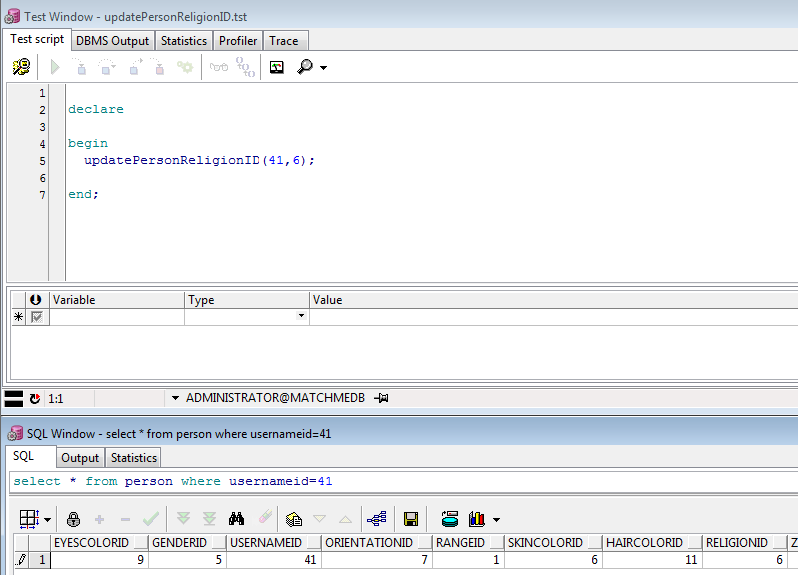 Test Window - updatePersonReligionID.tst
Test script DBMS Output Statistics Profiler Trace
1
2 declare
3
4 begin
5 updatePersonReligionID(41,6);
6
7 end;
Variable Type Value
1:1 ADMINISTRATOR@MATCHMEDB
SQL Window - select * from person where usernameid=41
SQL Output Statistics
select * from person where usernameid=41
EYESCOLORID GENDERID USERNAMEID ORIENTATIONID RANGEID SKINCOLORID HAIRCOLORID RELIGIONID Z
1 9 5 41 7 1 6 11 6